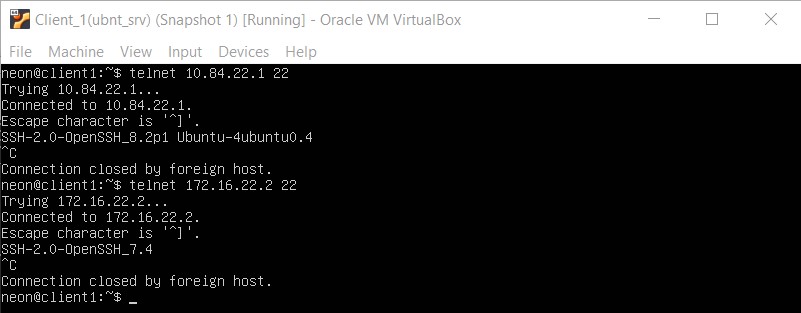 Client_1(ubnt_srv) (Snapshot 1) [Running] - Oracle VM VirtualBox
File Machine View Input Devices Help
neon@client1:~$ telnet 10.84.22.1 22
Trying 10.84.22.1...
Connected to 10.84.22.1.
Escape character is '^]'.
SSH-2.0-OpenSSH_8.2p1 Ubuntu-4ubuntu0.4
^C
Connection closed by foreign host.
neon@client1:~$ telnet 172.16.22.2 22
Trying 172.16.22.2...
Connected to 172.16.22.2.
Escape character is '^]'.
SSH-2.0-OpenSSH_7.4
^C
Connection closed by foreign host.
neon@client1:~$ _